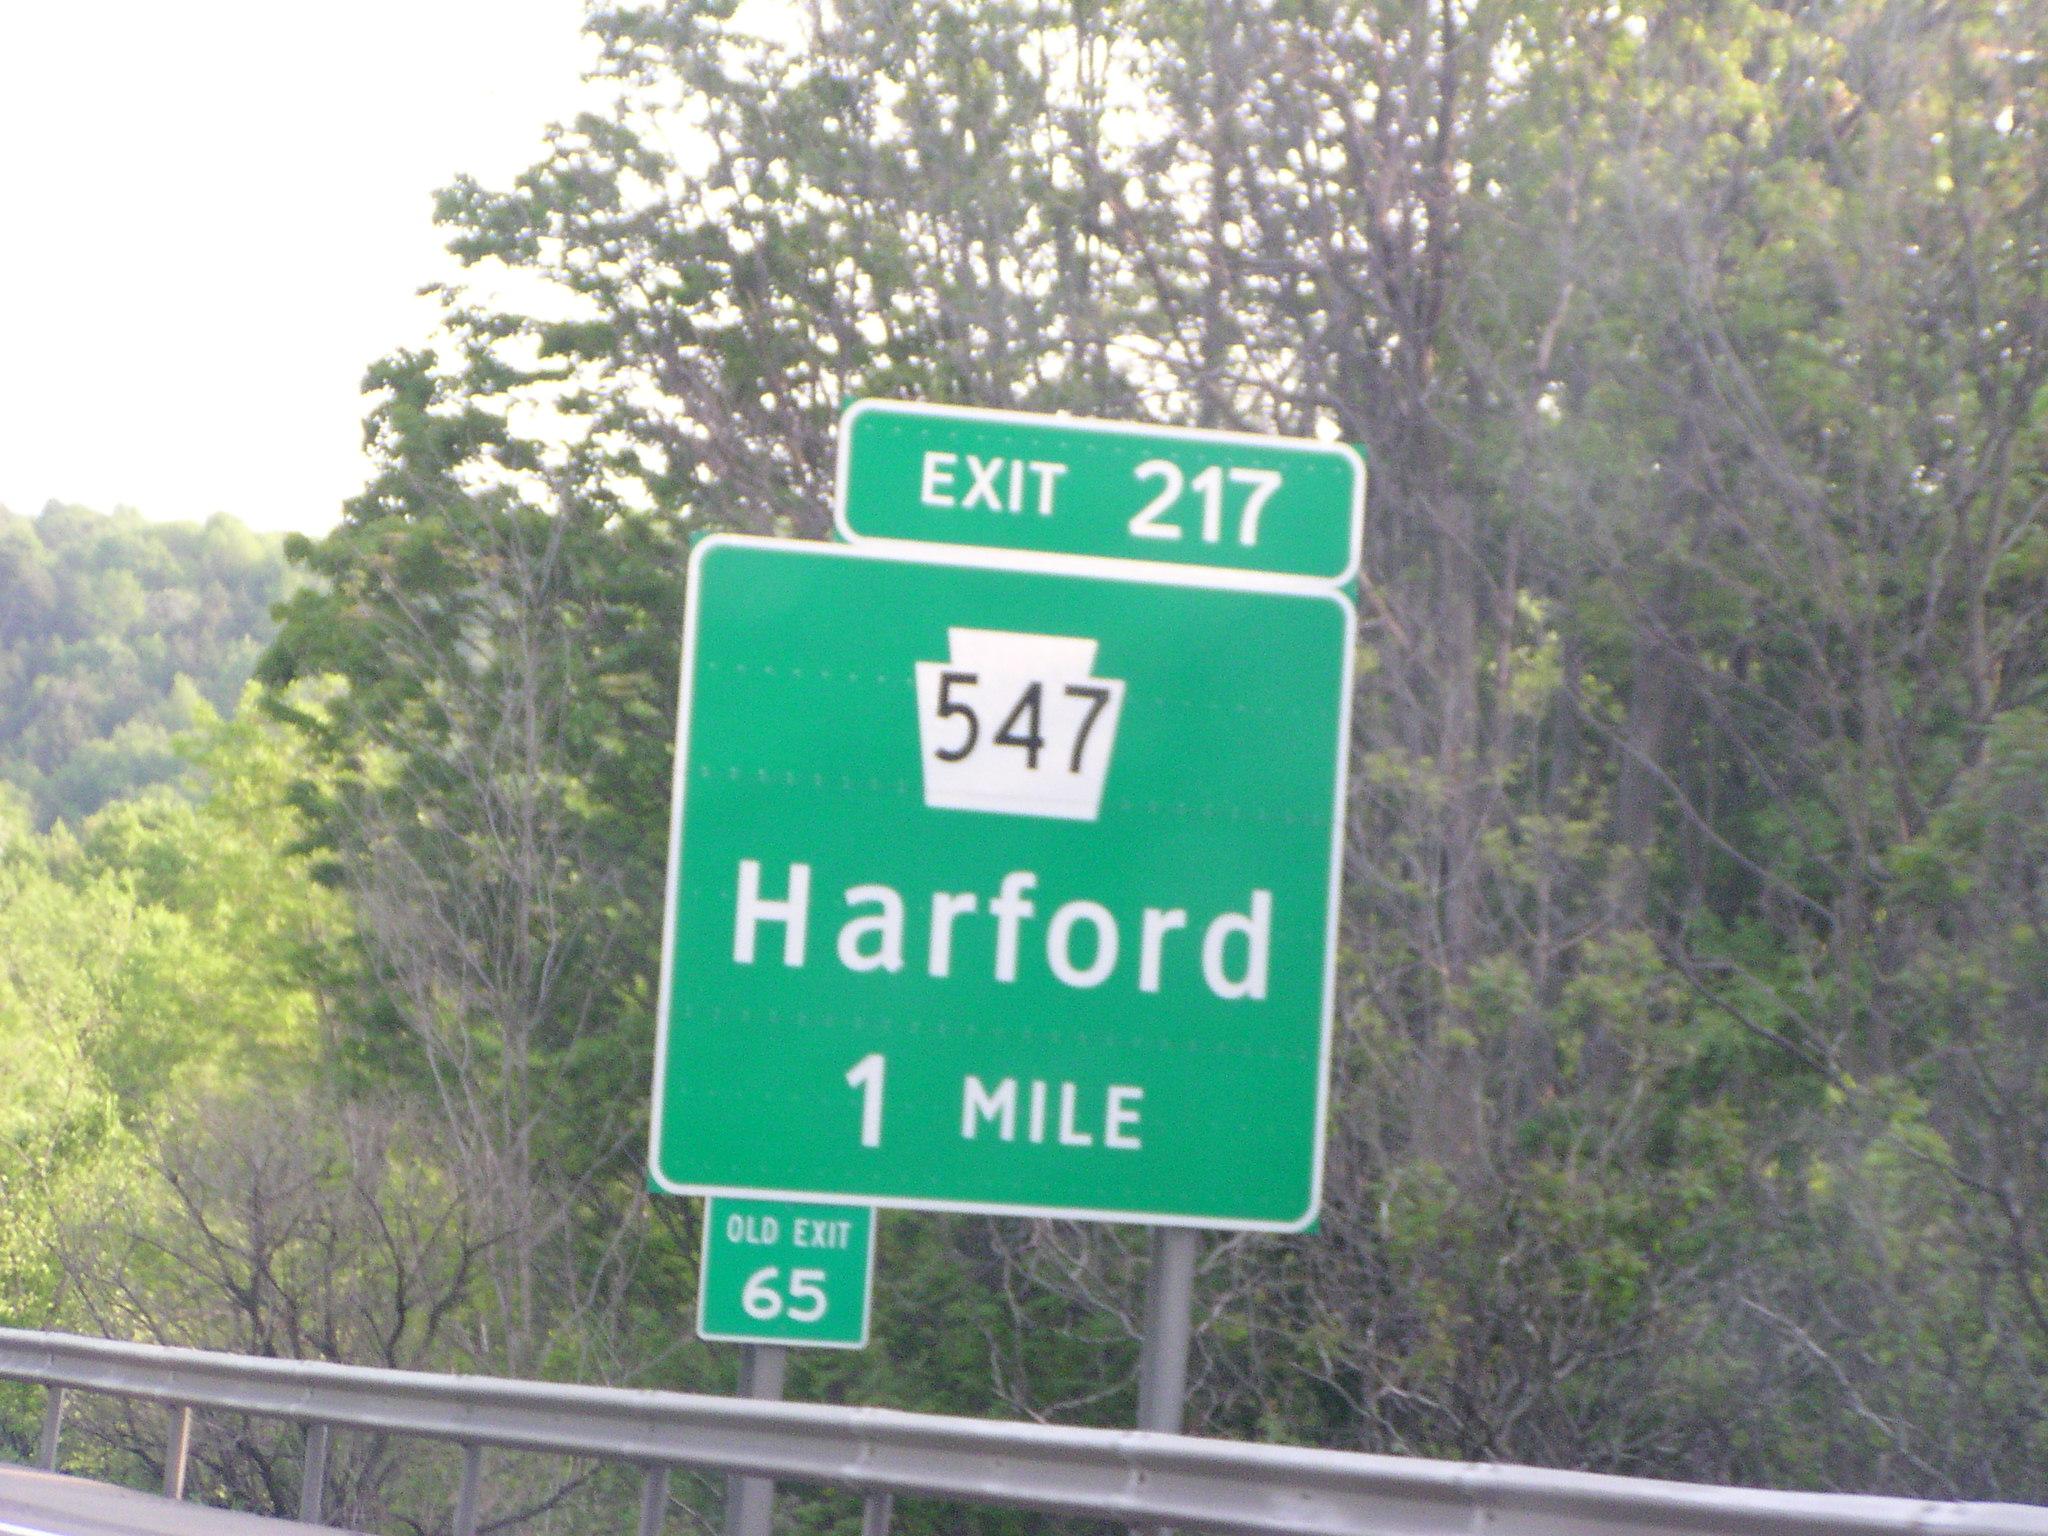 EXIT 217
547
Harford
1 MILE
OLD EXIT
65